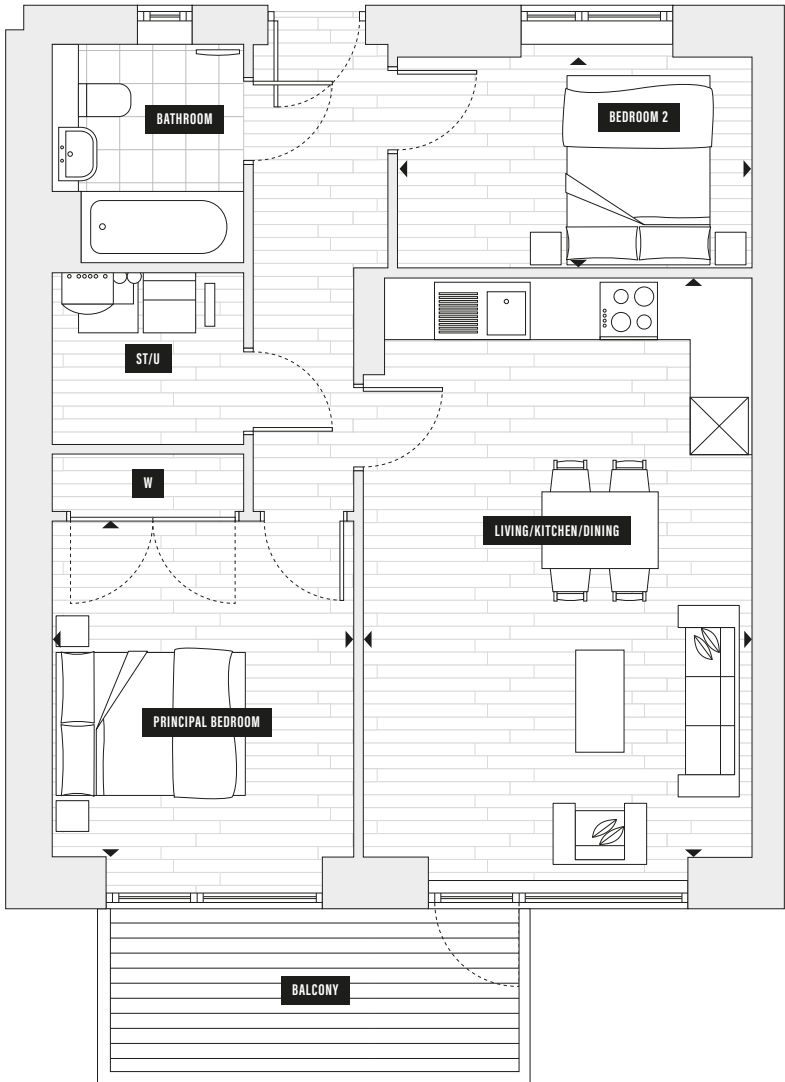 BATHROOM
BEDROOM 2
ST/U
W
LIVING/KITCHEN/DINING
PRINCIPAL BEDROOM
BALCONY